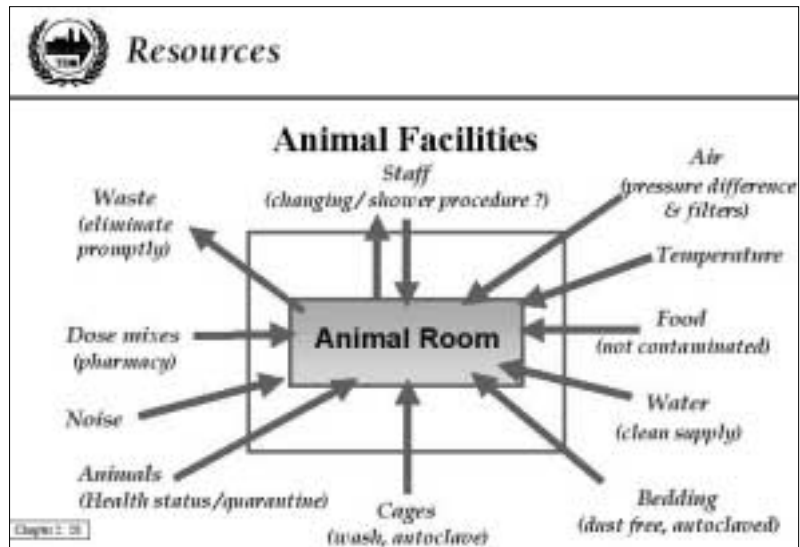 Resources
Animal Facilities
Staff
(changing/shower procedure ?)
Air
(pressure difference
& filters)
Waste
(eliminate
promptly)
Temperature
Dose mixes
(pharmacy)
Animal Room
Food
(not contaminated)
Noise
Water
(clean supply)
Animals
(Health status/quarantine)
Cages
(wash, autoclave)
Bedding
(dust free, autoclaved)
Chapter 2